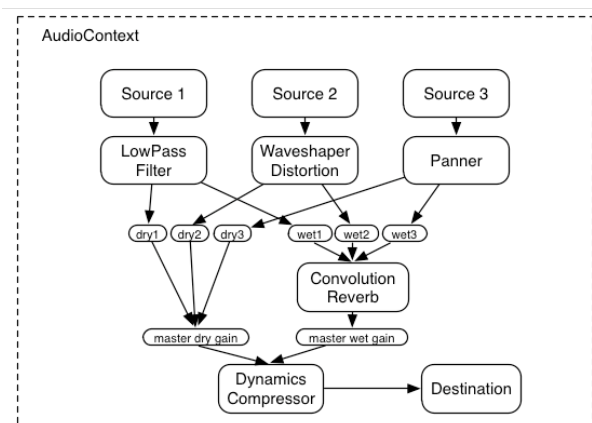 AudioContext
Source 1
Source 2
Source 3
LowPass
Filter
Waveshaper
Distortion
Panner
dry1
dry2
dry3
wet1
wet2
wet3
Convolution
Reverb
master dry gain
master wet gain
Dynamics
Compressor
Destination